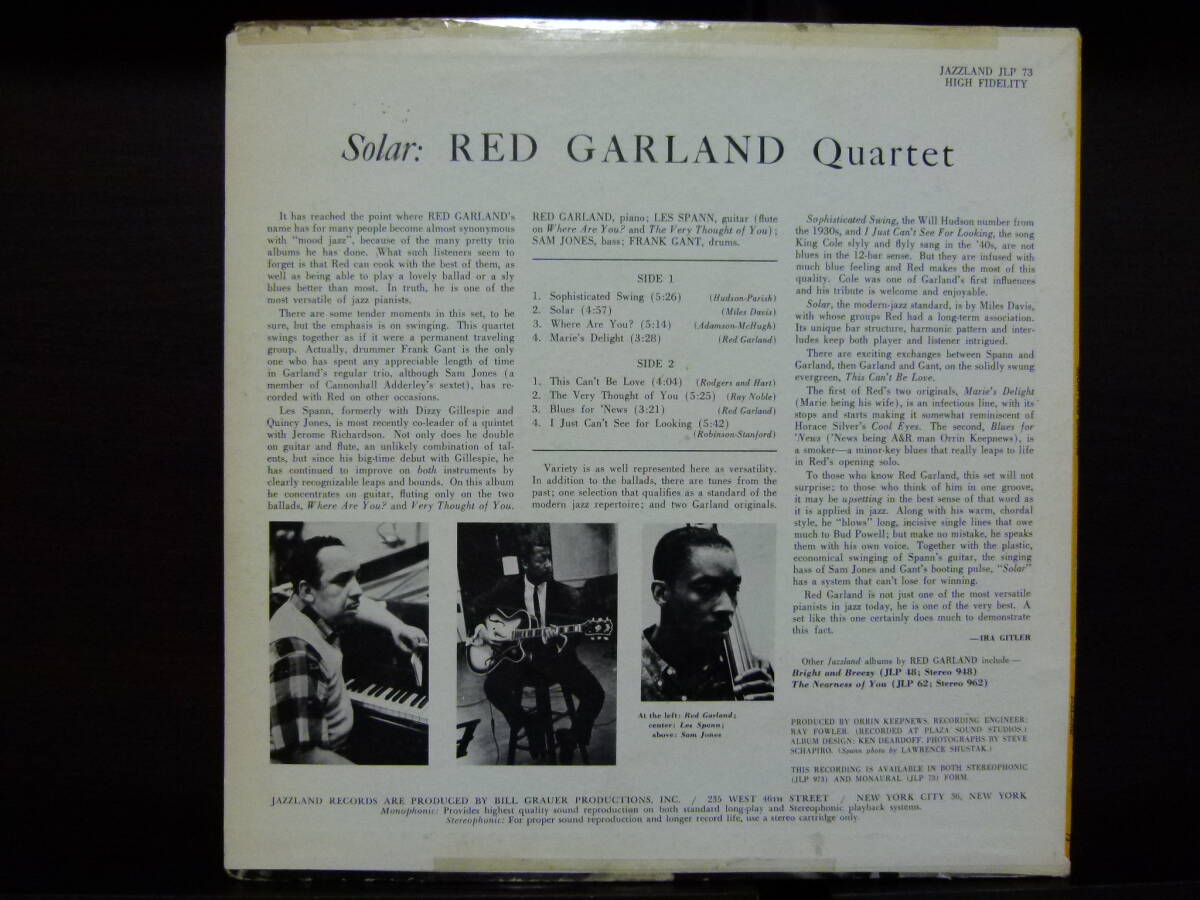 JAZZLAND JLP 73
HIGH FIDELITY
Solar: RED GARLAND Quartet
It has reached the point where RED GARLAND's
name has for many people become almost synonymous
with "mood jazz", because of the many pretty trio
albums he has done. What such listeners seem to
forget is that Red can cook with the best of them, as
well as being able to play a lovely ballad or a sly
blues better than most. In truth, he is one of the
most versatile of jazz pianists.
There are some tender moments in this set, to be
sure, but the emphasis is on swinging. This quartet
swings together as if it were a permanent traveling
group. Actually, drummer Frank Gant is the only
one who has spent any appreciable length of time
in Garland's regular trio, although Sam Jones (a
member of Cannonball Adderley's sextet), has re-
corded with Red on other occasions.
Les Spann, formerly with Dizzy Gillespie and
Quincy Jones, is most recently co-leader of a quintet
with Jerome Richardson. Not only does he double
on guitar and flute, an unlikely combination of tal-
ents, but since his big-time debut with Gillespie, he
has continued to improve on both instruments by
clearly recognizable leaps and bounds. On this album
he concentrates on guitar, fluting only on the two
ballads, Where Are You? and Very Thought of You.
RED GARLAND, piano; LES SPANN, guitar (flute
on Where Are You? and The Very Thought of You);
SAM JONES, bass; FRANK GANT, drums.
SIDE 1
1. Sophisticated Swing (5:26) (Hudson-Parish)
2. Solar (4:57) (Miles Davis)
3. Where Are You? (5:14) (Adamson-McHugh)
4. Marie's Delight (3:28) (Red Garland)
SIDE 2
1. This Can't Be Love (4:04) (Rodgers and Hart)
2. The Very Thought of You (5:25) (Ray Noble)
3. Blues for 'News (3:21) (Red Garland)
4. I Just Can't See for Looking (5:42)
(Robinson-Stanford)
Variety is as well represented here as versatility.
In addition to the ballads, there are tunes from the
past; one selection that qualifies as a standard of the
modern jazz repertoire; and two Garland originals.
Sophisticated Swing, the Will Hudson number from
the 1930s, and I Just Can't See For Looking, the song
King Cole slyly and flyly sang in the '40s, are not
blues in the 12-bar sense. But they are infused with
much blue feeling and Red makes the most of this
quality. Cole was one of Garland's first influences
and his tribute is welcome and enjoyable.
Solar, the modern-jazz standard, is by Miles Davis,
with whose groups Red had a long-term association.
Its unique bar structure, harmonic pattern and inter-
ludes keep both player and listener intrigued.
There are exciting exchanges between Spann and
Garland, then Garland and Gant, on the solidly swung
evergreen, This Can't Be Love.
The first of Red's two originals, Marie's Delight
(Marie being his wife), is an infectious line, with its
stops and starts making it somewhat reminiscent of
Horace Silver's Cool Eyes. The second, Blues for
'News ('News being A&R man Orrin Keepnews), is
a smoker—a minor-key blues that really leaps to life
in Red's opening solo.
To those who know Red Garland, this set will not
surprise; to those who think of him in one groove,
it may be upsetting in the best sense of that word as
it is applied in jazz. Along with his warm, chordal
style, he "blows" long, incisive single lines that owe
much to Bud Powell; but make no mistake, he speaks
them with his own voice. Together with the plastic,
economical swinging of Spann's guitar, the singing
bass of Sam Jones and Gant's booting pulse, "Solar"
has a system that can't lose for winning.
Red Garland is not just one of the most versatile
pianists in jazz today, he is one of the very best. A
set like this one certainly does much to demonstrate
this fact.
—IRA GITLER
Other Jazzland albums by RED GARLAND include—
Bright and Breezy (JLP 48; Stereo 948)
The Nearness of You (JLP 62; Stereo 962)
At the left: Red Garland;
center: Les Spann;
above: Sam Jones
PRODUCED BY ORRIN KEEPNEWS. RECORDING ENGINEER:
RAY FOWLER. (RECORDED AT PLAZA SOUND STUDIOS.)
ALBUM DESIGN: KEN DEARDOFF. PHOTOGRAPHS BY STEVE
SCHAPIRO. (Spann photo by LAWRENCE SHUSTAK.)
THIS RECORDING IS AVAILABLE IN BOTH STEREOPHONIC
(JLP 973) AND MONAURAL (JLP 73) FORM.
JAZZLAND RECORDS ARE PRODUCED BY BILL GRAUER PRODUCTIONS, INC. / 235 WEST 46TH STREET / NEW YORK CITY 36, NEW YORK
Monophonic: Provides highest quality sound reproduction on both standard long-play and Stereophonic playback systems.
Stereophonic: For proper sound reproduction and longer record life, use a stereo cartridge only.